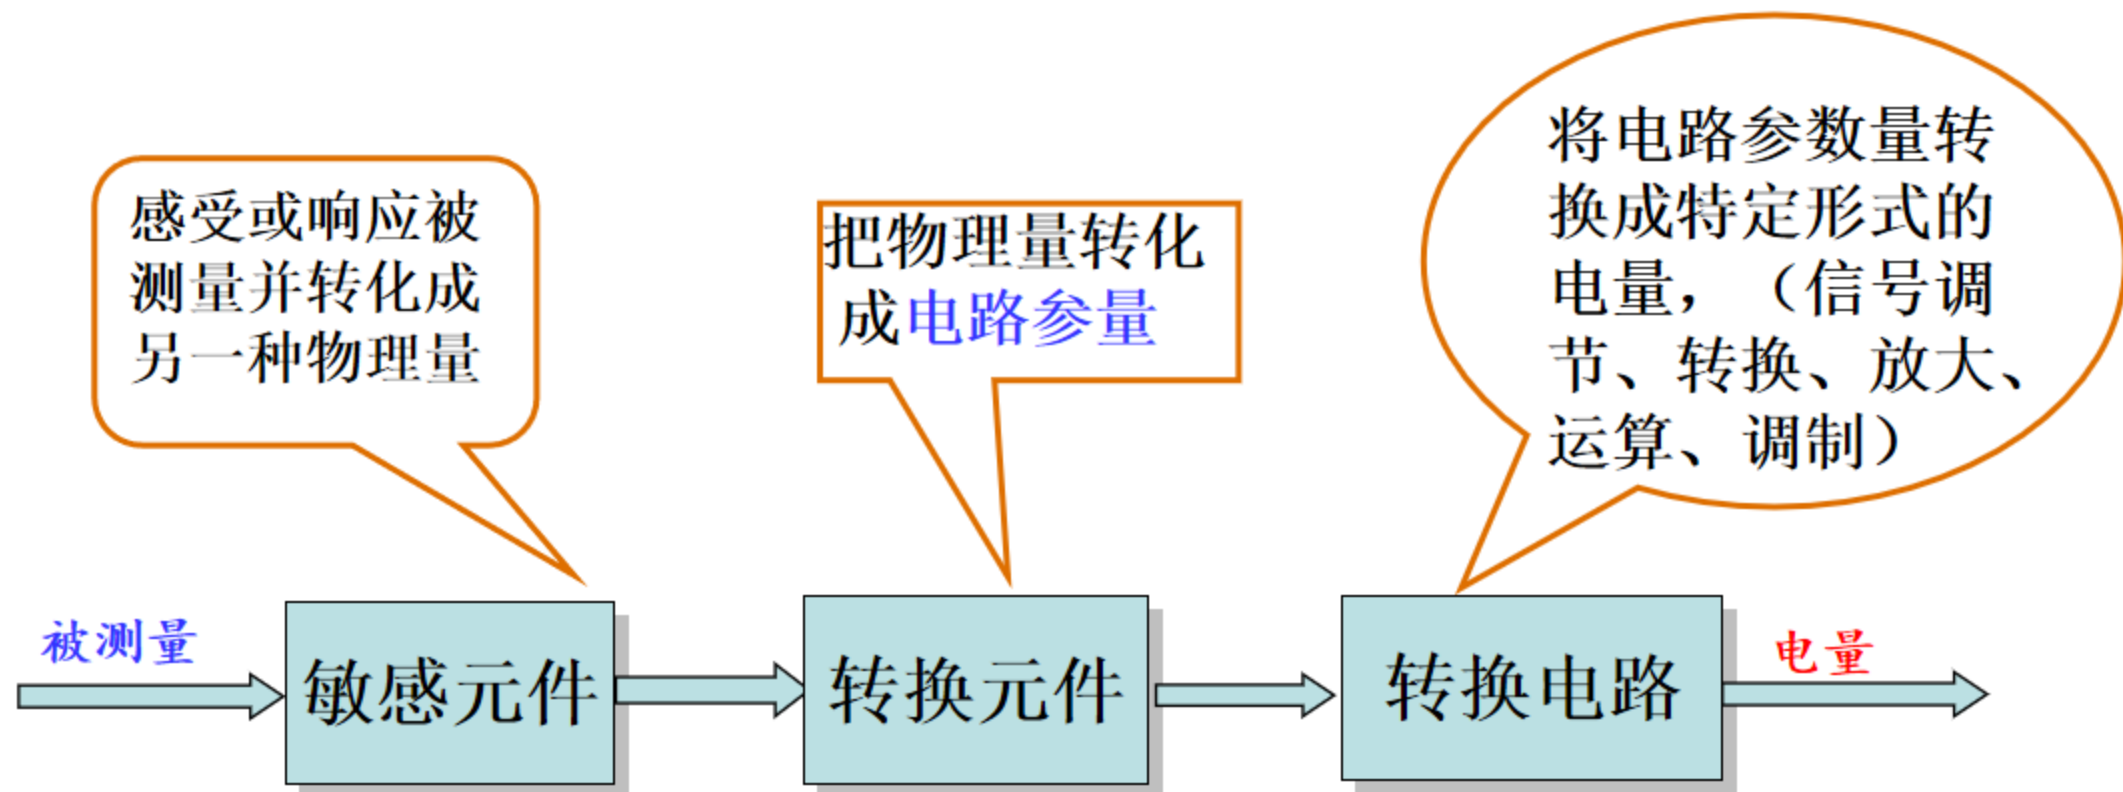 感受或响应被
测量并转化成
另一种物理量
把物理量转化
成电路参量
将电路参数量转
换成特定形式的
电量，（信号调
节、转换、放大、
运算、调制）
被测量
敏感元件
转换元件
转换电路
电量